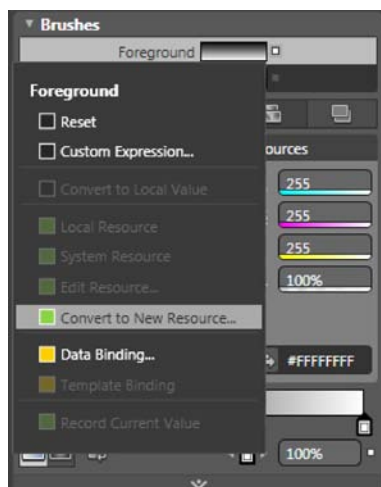 Brushes
Foreground
Foreground
Reset
Custom Expression...
ources
Convert to Local Value
255
255
Local Resource
255
System Resource
Edit Resource...
100%
Convert to New Resource...
Data Binding...
#FFFFFFFF
Template Binding
Record Current Value
100%